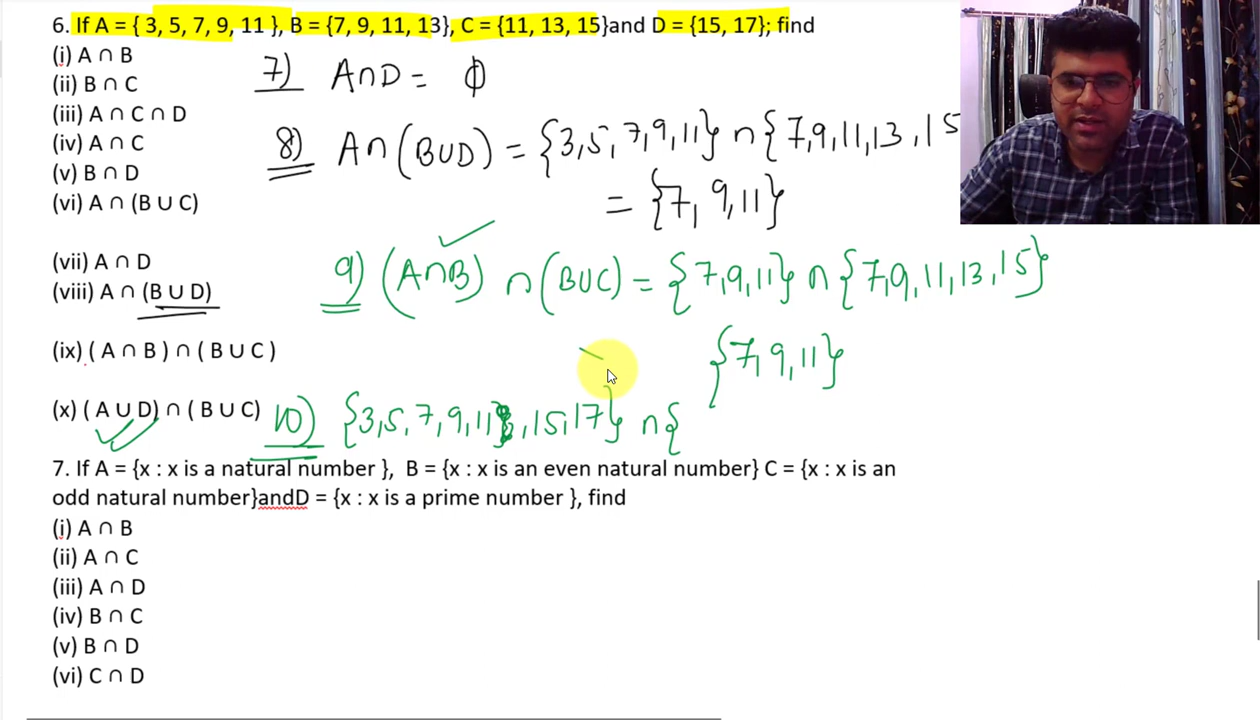 6. If A = { 3, 5, 7, 9, 11 }, B = {7, 9, 11, 13}, C = {11, 13, 15}and D = {15, 17}; find
(i) A ∩ B
7) A∩D = ϕ
(ii) B ∩ C
(iii) A ∩ C ∩ D
8) A∩(B∪D) = {3,5,7,9,11} ∩ {7,9,11,13,15
(iv) A ∩ C
(v) B ∩ D
(vi) A ∩ (B ∪ C)
= {7, 9, 11}
(vii) A ∩ D
9) (A∩B) ∩ (B∪C) = {7,9,11} ∩ {7,9,11,13,15}
(viii) A ∩ (B ∪ D)
(ix) ( A ∩ B ) ∩ ( B ∪ C )
{7, 9, 11}
(x) ( A ∪ D) ∩ ( B ∪ C)
10) {3,5,7,9,11,15,17} ∩ {
7. If A = {x : x is a natural number }, B = {x : x is an even natural number} C = {x : x is an
odd natural number}andD = {x : x is a prime number }, find
(i) A ∩ B
(ii) A ∩ C
(iii) A ∩ D
(iv) B ∩ C
(v) B ∩ D
(vi) C ∩ D